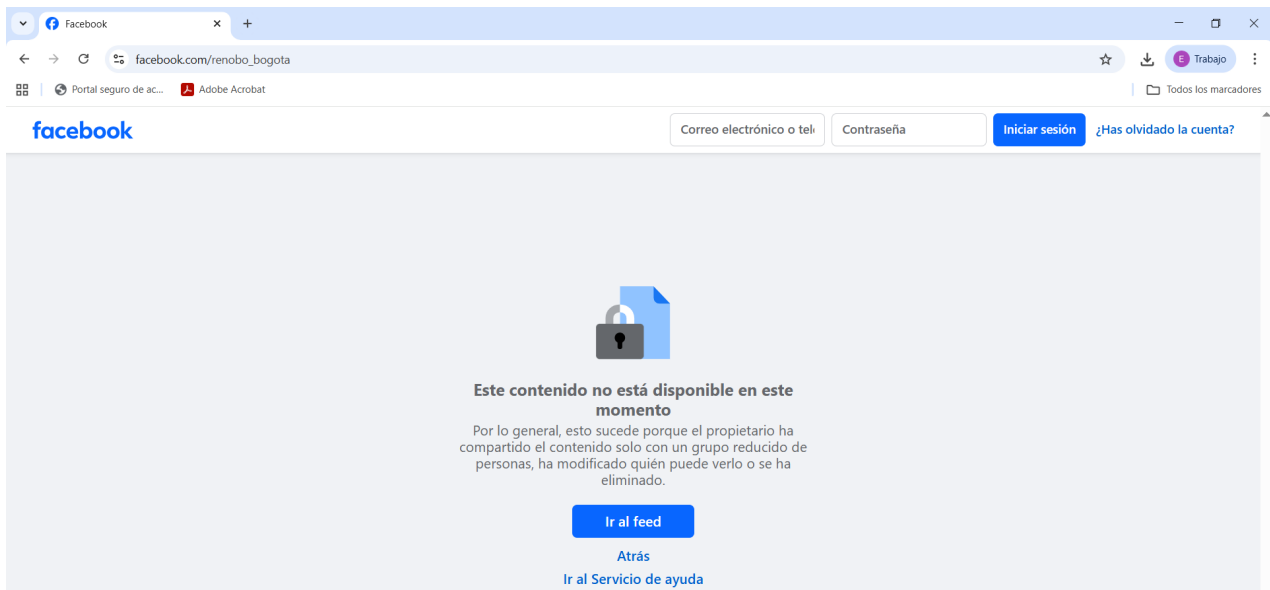 Facebook
facebook.com/renobo_bogota
E Trabajo
Portal seguro de ac...
Adobe Acrobat
Todos los marcadores
facebook
Correo electrónico o tel
Contraseña
Iniciar sesión
¿Has olvidado la cuenta?
Este contenido no está disponible en este
momento
Por lo general, esto sucede porque el propietario ha
compartido el contenido solo con un grupo reducido de
personas, ha modificado quién puede verlo o se ha
eliminado.
Ir al feed
Atrás
Ir al Servicio de ayuda